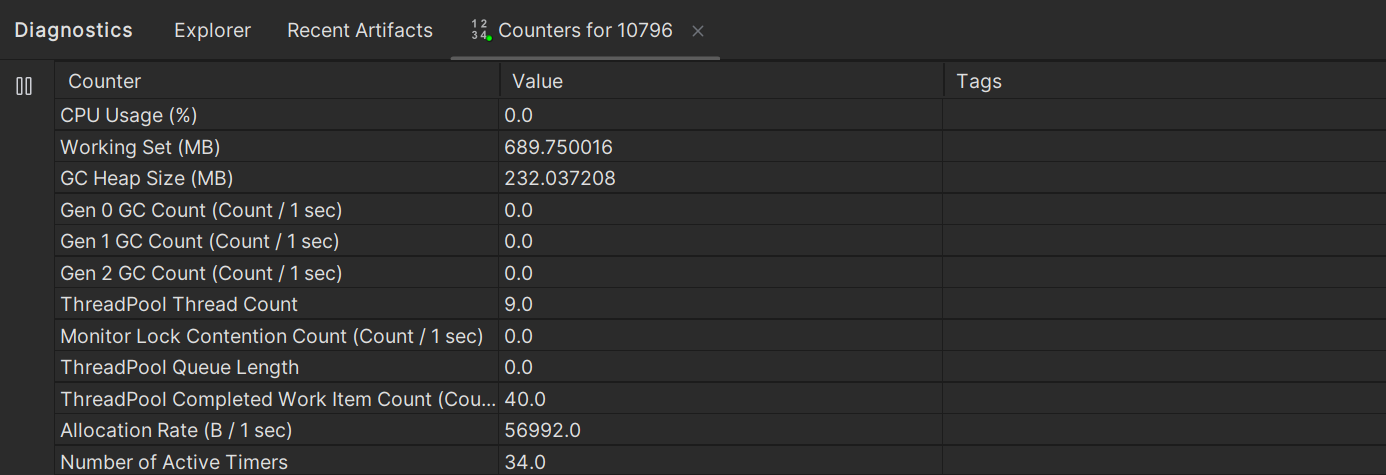 Diagnostics Explorer Recent Artifacts 12 34 Counters for 10796
Counter Value Tags
CPU Usage (%) 0.0
Working Set (MB) 689.750016
GC Heap Size (MB) 232.037208
Gen 0 GC Count (Count / 1 sec) 0.0
Gen 1 GC Count (Count / 1 sec) 0.0
Gen 2 GC Count (Count / 1 sec) 0.0
ThreadPool Thread Count 9.0
Monitor Lock Contention Count (Count / 1 sec) 0.0
ThreadPool Queue Length 0.0
ThreadPool Completed Work Item Count (Cou... 40.0
Allocation Rate (B / 1 sec) 56992.0
Number of Active Timers 34.0